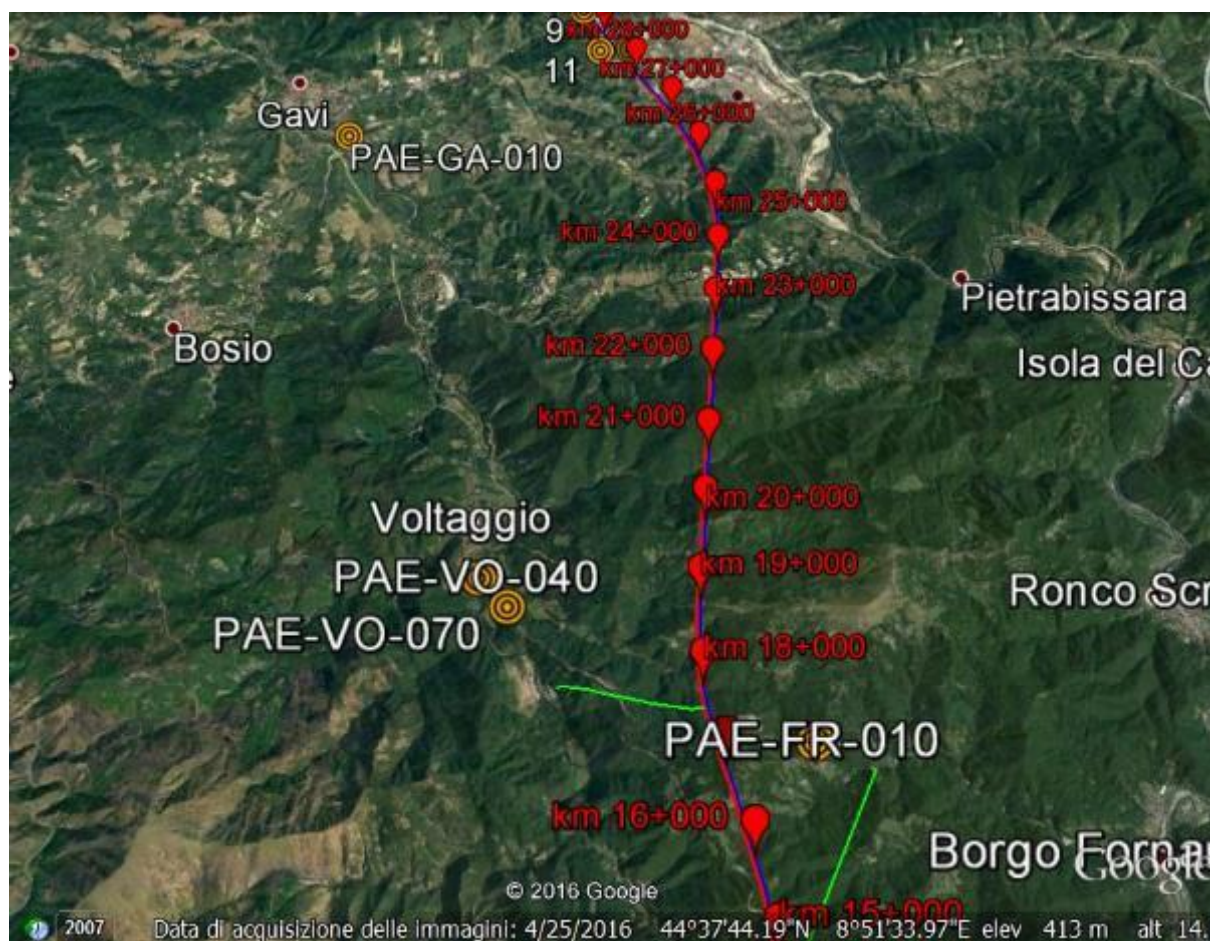 9
km 28+000
11
km 27+000
Gavi
km 26+000
PAE-GA-010
km 25+000
km 24+000
km 23+000
Pietrabissara
Bosio
km 22+000
Isola del Ca
km 21+000
km 20+000
Voltaggio
km 19+000
PAE-VO-040
Ronco Scr
PAE-VO-070
km 18+000
PAE-FR-010
km 16+000
Borgo Fornar
Google
© 2016 Google
km 15+000
2007
Data di acquisizione delle immagini: 4/25/2016 44°37'44.19"N 8°51'33.97"E elev 413 m alt 14.